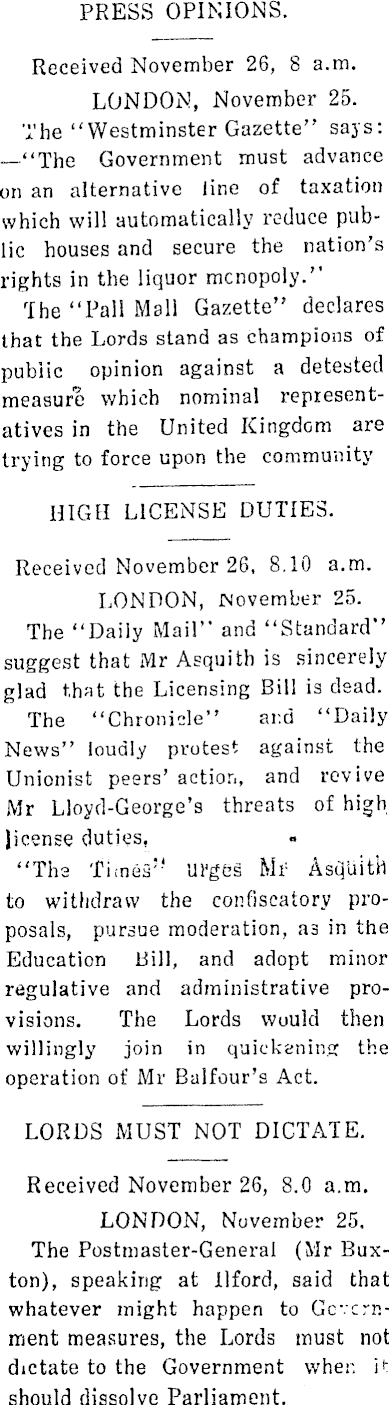 PRESS OPINIONS.
Received November 26, 8 a.m.
LONDON, November 25.
The "Westminster Gazette" says:
—"The Government must advance
on an alternative line of taxation
which will automatically reduce pub-
lic houses and secure the nation's
rights in the liquor monopoly."
The "Pall Mall Gazette" declares
that the Lords stand as champions of
public opinion against a detested
measure which nominal represent-
atives in the United Kingdom are
trying to force upon the community
HIGH LICENSE DUTIES.
Received November 26, 8.10 a.m.
LONDON, November 25.
The "Daily Mail" and "Standard"
suggest that Mr Asquith is sincerely
glad that the Licensing Bill is dead.
The "Chronicle" and "Daily
News" loudly protest against the
Unionist peers' action, and revive
Mr Lloyd-George's threats of high
license duties,
"The Times" urges Mr Asquith
to withdraw the confiscatory pro-
posals, pursue moderation, as in the
Education Bill, and adopt minor
regulative and administrative pro-
visions. The Lords would then
willingly join in quickening the
operation of Mr Balfour's Act.
LORDS MUST NOT DICTATE.
Received November 26, 8.0 a.m.
LONDON, November 25.
The Postmaster-General (Mr Bux-
ton), speaking at Ilford, said that
whatever might happen to Govern-
ment measures, the Lords must not
dictate to the Government when it
should dissolve Parliament.